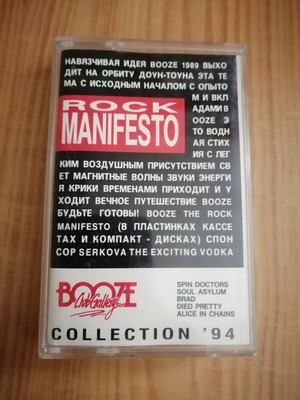 НАВЯЗЧИВАЯ ИДЕЯ BOOZE 1989 ВЫХО
ДИТ НА ОРБИТУ ДОУН-ТОУНА ЭТА ТЕ
МА С ИСХОДНЫМ НАЧАЛОМ С ОПЫТО
М И ВКЛ
АДАМИ B
OOZE Э
ТО ВОДН
АЯ СТИХ
ИЯ С ЛЕГ
ROCK
MANIFESTO
КИМ ВОЗДУШНЫМ ПРИСУТСТВИЕМ СВ
ЕТ МАГНИТНЫЕ ВОЛНЫ ЗВУКИ ЭНЕРГИ
Я КРИКИ ВРЕМЕНАМИ ПРИХОДИТ И У
ХОДИТ ВЕЧНОЕ ПУТЕШЕСТВИЕ BOOZE
БУДЬТЕ ГОТОВЫ! BOOZE THE ROCK
MANIFESTO (В ПЛАСТИНКАХ КАССЕ
ТАХ И КОМПАКТ - ДИСКАХ) СПОН
СОР SERKOVA THE EXCITING VODKA
BOOZE
Club Gallery
SPIN DOCTORS
SOUL ASYLUM
BRAD
DIED PRETTY
ALICE IN CHAINS
COLLECTION '94